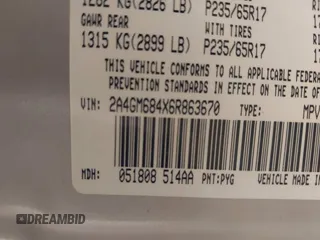 1282 KG(2826 LB) P235/65R17
GAWR REAR WITH TIRES
1315 KG(2899 LB) P235/65R17
THIS VEHICLE CONFORMS TO ALL APPLICABLE
PREVENTION STANDARDS IN EFFECT ON THE DATE OF
VIN: 2A4GM684X6R863670 TYPE: MPV
MDH: 051808 514AA PNT:PYG VEHICLE MADE IN
DREAMBID